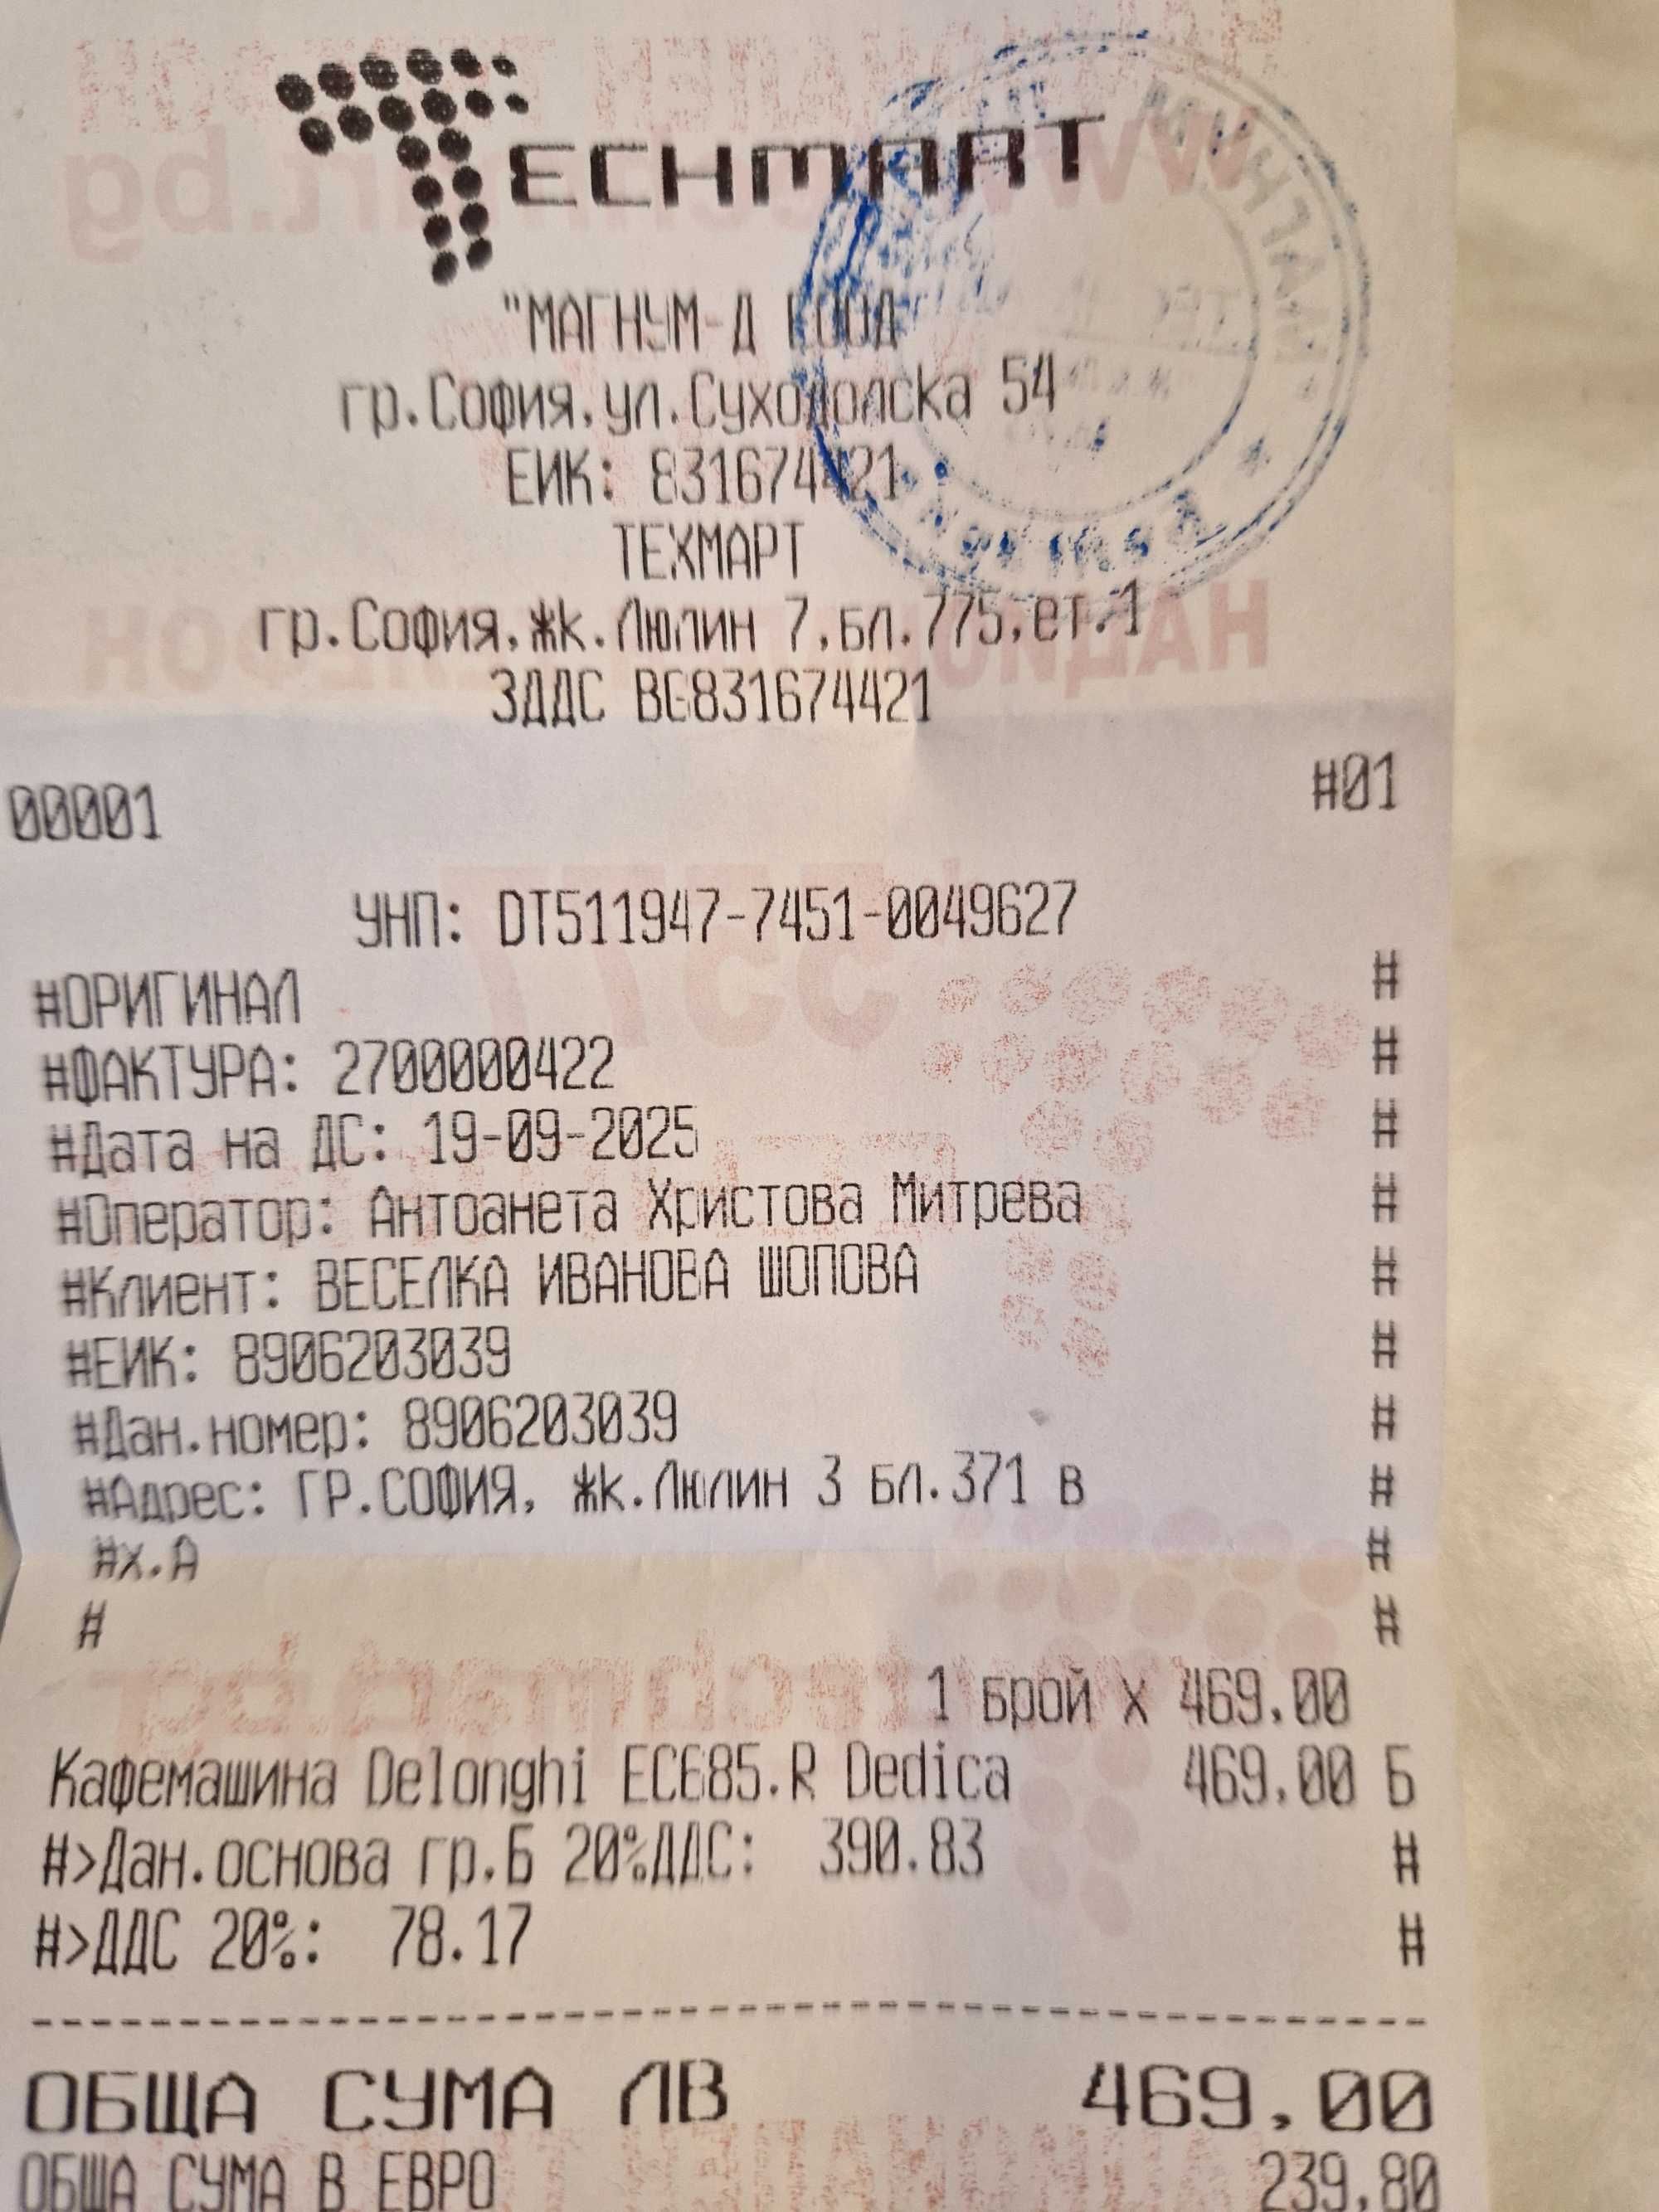 TECHMART
"МАГНУМ-Д ЕООД
гр.София,ул.Суходолска 54
ЕИК: 831674421
ТЕХМАРТ
гр.София,жк.Люлин 7,бл.775,ет.1
ЗДДС BG831674421
00001 #01
УНП: DT511947-7451-0049627
#ОРИГИНАЛ #
#ФАКТУРА: 2700000422 #
#Дата на ДС: 19-09-2025 #
#Оператор: Антоанета Христова Митрева #
#Клиент: ВЕСЕЛКА ИВАНОВА ШОПОВА #
#ЕИК: 8906203039 #
#Дан.номер: 8906203039 #
#Адрес: ГР.СОФИЯ, жк.Люлин 3 бл.371 в #
#х.А #
# #
1 брой x 469.00
Кафемашина Delonghi EC685.R Dedica 469.00 Б
#>Дан.основа гр.Б 20%ДДС: 390.83 #
#>ДДС 20%: 78.17 #
ОБЩА СУМА ЛВ 469.00
ОБЩА СУМА В ЕВРО 239.80